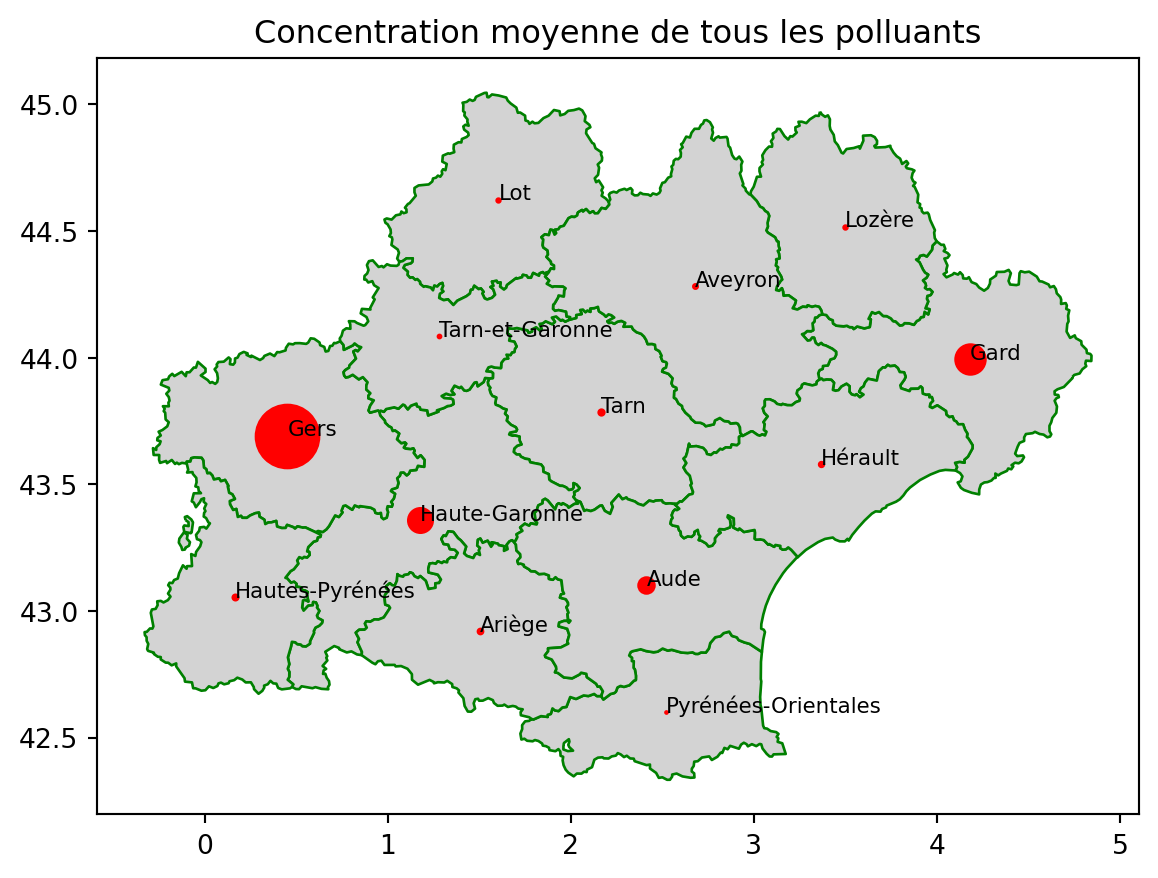 Concentration moyenne de tous les polluants
45.0
44.5
44.0
43.5
43.0
42.5
Lot
Lozère
Aveyron
Tarn-et-Garonne
Gard
Tarn
Gers
Hérault
Haute-Garonne
Aude
Hautes-Pyrénées
Ariège
Pyrénées-Orientales
0 1 2 3 4 5